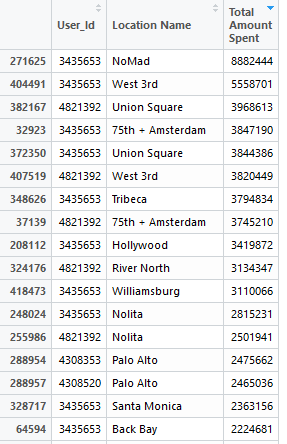 User_Id Location Name Total Amount Spent
271625 3435653 NoMad 8882444
404491 3435653 West 3rd 5558701
382167 4821392 Union Square 3968613
32923 3435653 75th + Amsterdam 3847190
372350 3435653 Union Square 3844386
407519 4821392 West 3rd 3820449
348626 3435653 Tribeca 3794834
37139 4821392 75th + Amsterdam 3745210
208112 3435653 Hollywood 3419872
324176 4821392 River North 3134347
418473 3435653 Williamsburg 3110066
248024 3435653 Nolita 2815231
255986 4821392 Nolita 2501941
288954 4308353 Palo Alto 2475662
288957 4308520 Palo Alto 2465036
328717 3435653 Santa Monica 2363156
64594 3435653 Back Bay 2224681